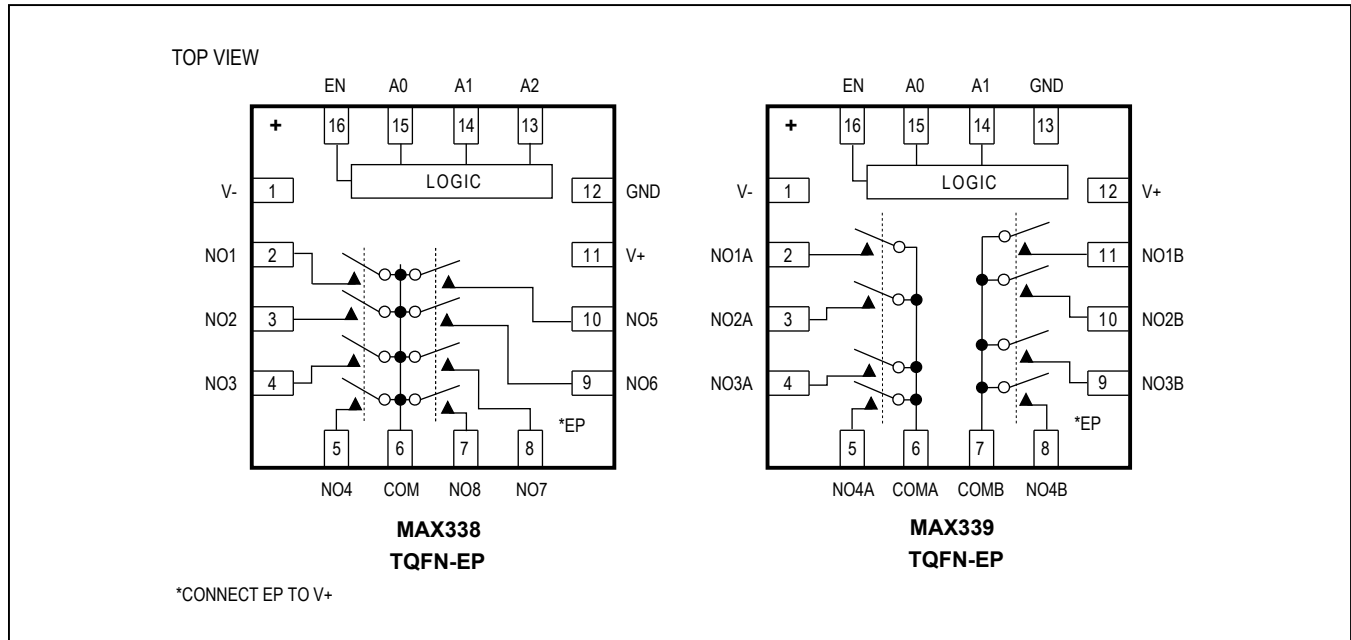 TOP VIEW
EN A0 A1 A2
+ 16 15 14 13
LOGIC
V- 1 12 GND
NO1 2 11 V+
NO2 3 10 NO5
NO3 4 9 NO6
*EP
5 6 7 8
NO4 COM NO8 NO7
MAX338
TQFN-EP
EN A0 A1 GND
+ 16 15 14 13
LOGIC
V- 1 12 V+
NO1A 2 11 NO1B
NO2A 3 10 NO2B
NO3A 4 9 NO3B
*EP
5 6 7 8
NO4A COMA COMB NO4B
MAX339
TQFN-EP
*CONNECT EP TO V+